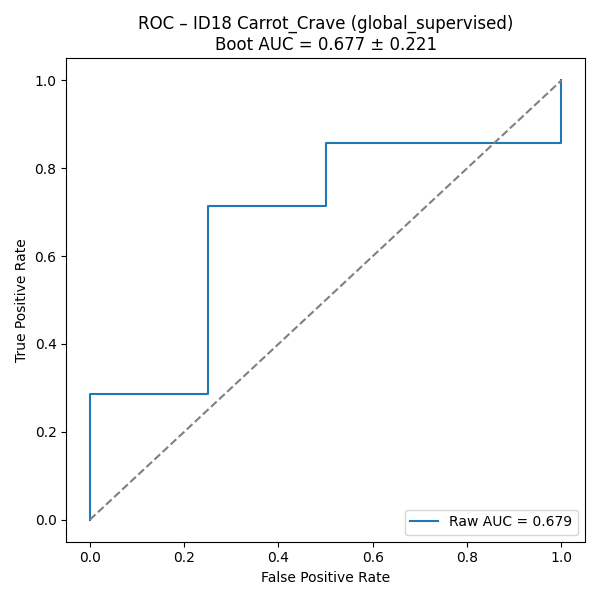 ROC – ID18 Carrot_Crave (global_supervised)
Boot AUC = 0.677 ± 0.221
True Positive Rate
1.0
0.8
0.6
0.4
0.2
0.0
Raw AUC = 0.679
0.0 0.2 0.4 0.6 0.8 1.0
False Positive Rate